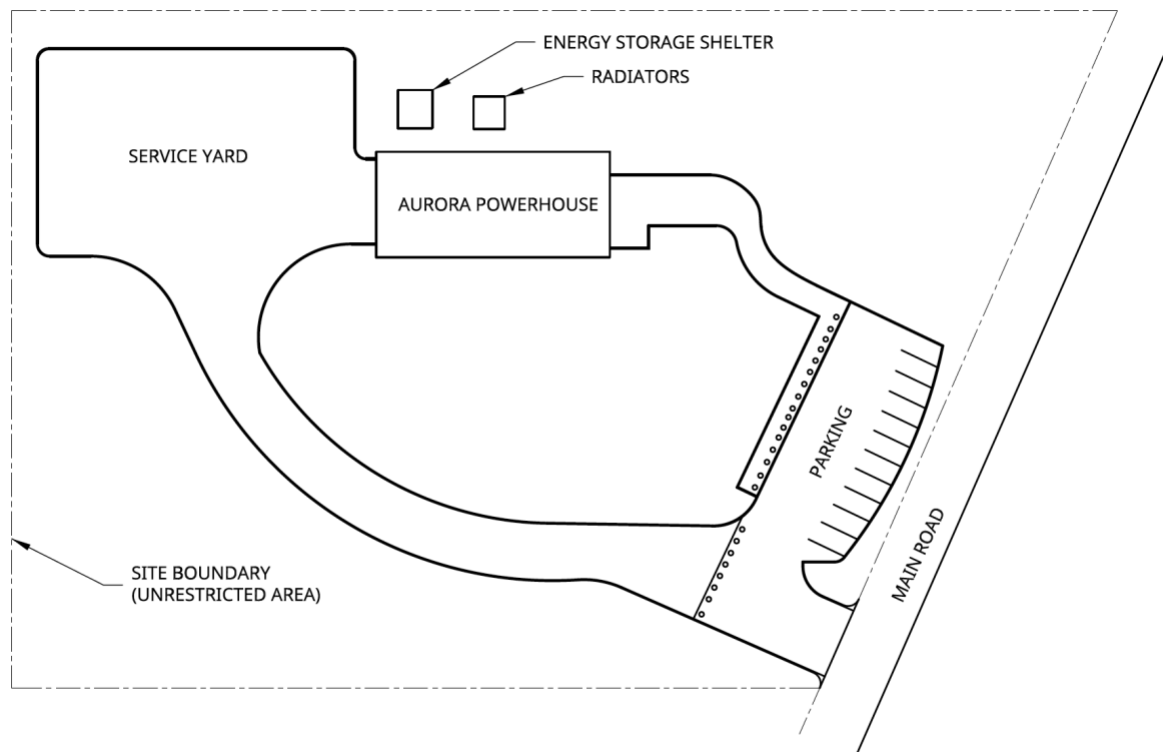 ENERGY STORAGE SHELTER
RADIATORS
SERVICE YARD
AURORA POWERHOUSE
PARKING
MAIN ROAD
SITE BOUNDARY
(UNRESTRICTED AREA)